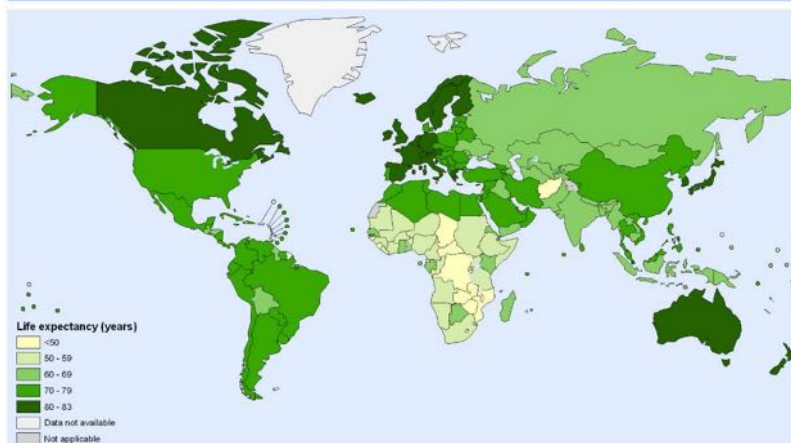 Life expectancy (years)
<50
50 - 59
60 - 69
70 - 79
80 - 83
Data not available
Not applicable